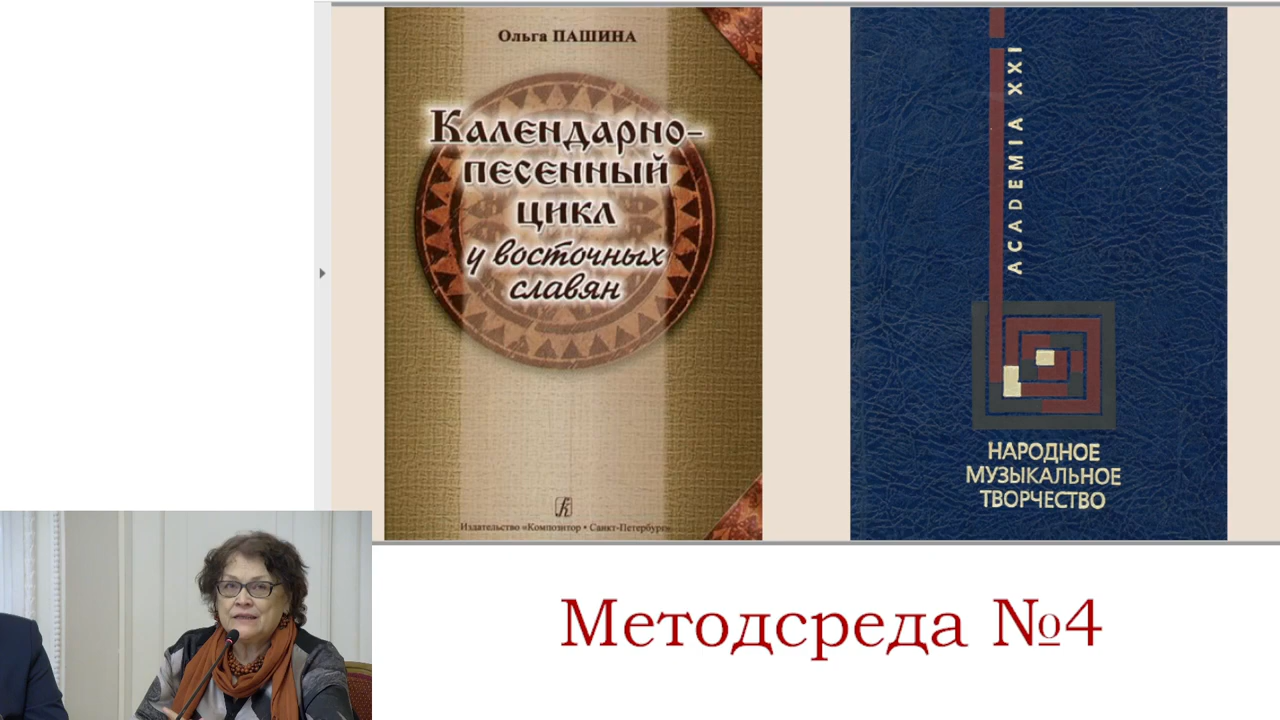 Ольга ПАШИНА
Календарно-
песенный
цикл
у восточных
славян
Издательство «Композитор • Санкт-Петербург»
ACADEMIA XXI
НАРОДНОЕ
МУЗЫКАЛЬНОЕ
ТВОРЧЕСТВО
Методсреда №4